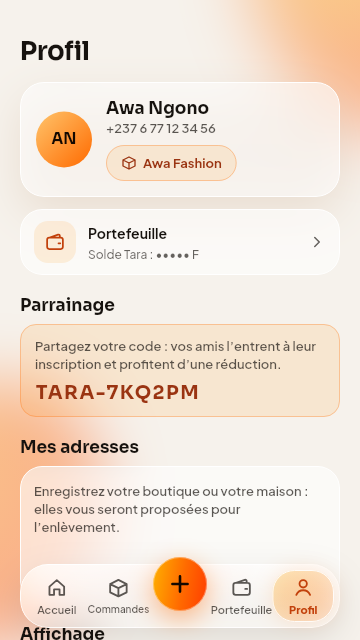 Profil
AN
Awa Ngono
+237 6 77 12 34 56
Awa Fashion
Portefeuille
Solde Tara : ••••• F
Parrainage
Partagez votre code : vos amis l'entrent à leur
inscription et profitent d'une réduction.
TARA-7KQ2PM
Mes adresses
Enregistrez votre boutique ou votre maison :
elles vous seront proposées pour
l'enlèvement.
Accueil
Commandes
Portefeuille
Profil
Affichage